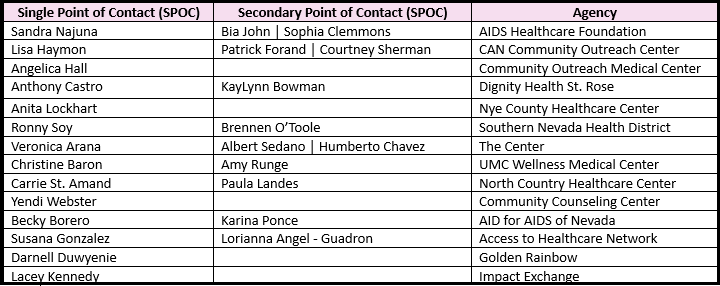 Single Point of Contact (SPOC) Secondary Point of Contact (SPOC) Agency
Sandra Najuna Bia John | Sophia Clemmons AIDS Healthcare Foundation
Lisa Haymon Patrick Forand | Courtney Sherman CAN Community Outreach Center
Angelica Hall Community Outreach Medical Center
Anthony Castro KayLynn Bowman Dignity Health St. Rose
Anita Lockhart Nye County Healthcare Center
Ronny Soy Brennen O’Toole Southern Nevada Health District
Veronica Arana Albert Sedano | Humberto Chavez The Center
Christine Baron Amy Runge UMC Wellness Medical Center
Carrie St. Amand Paula Landes North Country Healthcare Center
Yendi Webster Community Counseling Center
Becky Borero Karina Ponce AID for AIDS of Nevada
Susana Gonzalez Lorianna Angel - Guadron Access to Healthcare Network
Darnell Duwyenie Golden Rainbow
Lacey Kennedy Impact Exchange